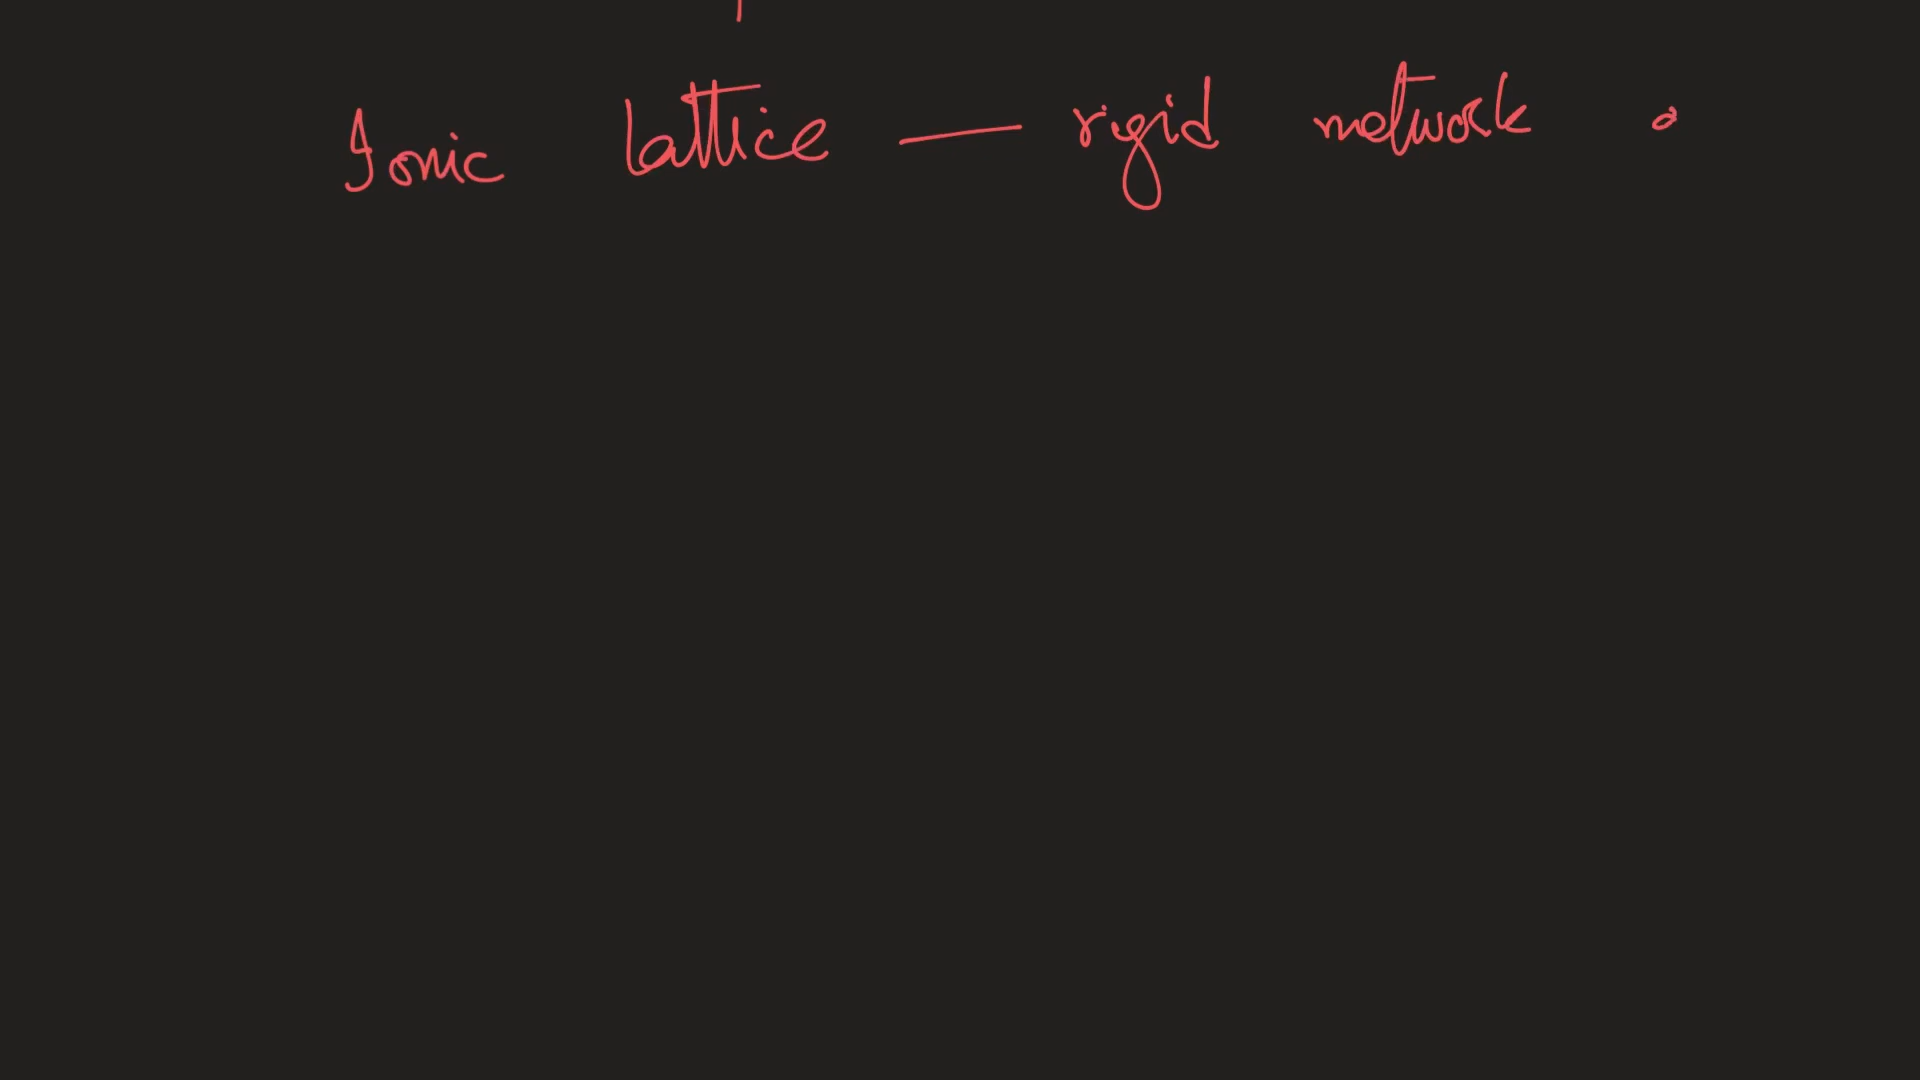 Ionic lattice — rigid network o